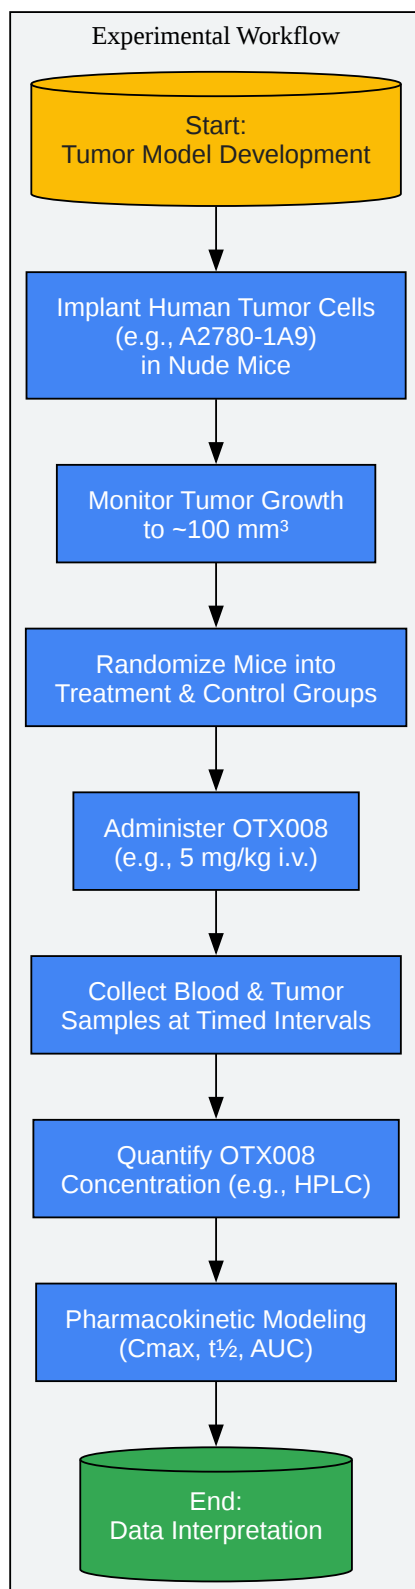 Experimental Workflow
Start:
Tumor Model Development
Implant Human Tumor Cells
(e.g., A2780-1A9)
in Nude Mice
Monitor Tumor Growth
to ~100 mm³
Randomize Mice into
Treatment & Control Groups
Administer OTX008
(e.g., 5 mg/kg i.v.)
Collect Blood & Tumor
Samples at Timed Intervals
Quantify OTX008
Concentration (e.g., HPLC)
Pharmacokinetic Modeling
(Cmax, t½, AUC)
End:
Data Interpretation